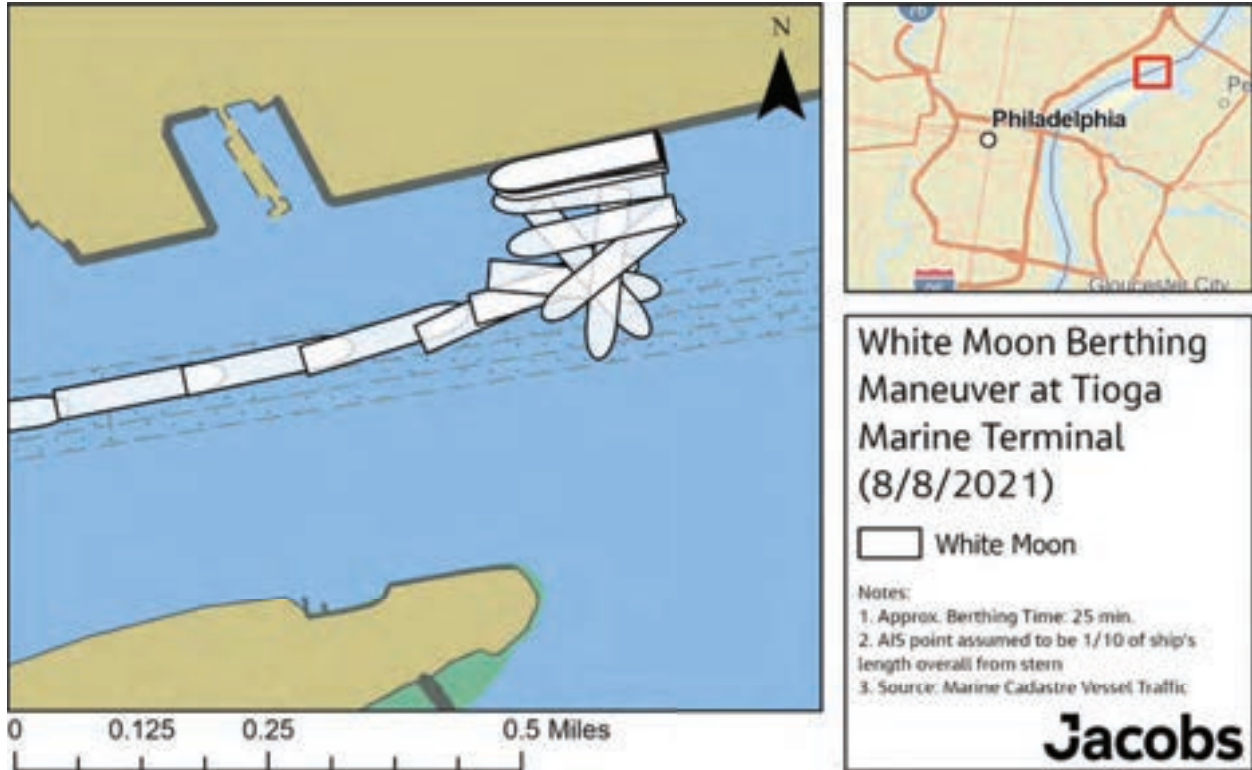 N
0
0.125
0.25
0.5 Miles
76
Philadelphia
Pe
Gloucester City
White Moon Berthing
Maneuver at Tioga
Marine Terminal
(8/8/2021)
White Moon
Notes:
1. Approx. Berthing Time: 25 min.
2. AIS point assumed to be 1/10 of ship's
length overall from stern
3. Source: Marine Cadastre Vessel Traffic
Jacobs